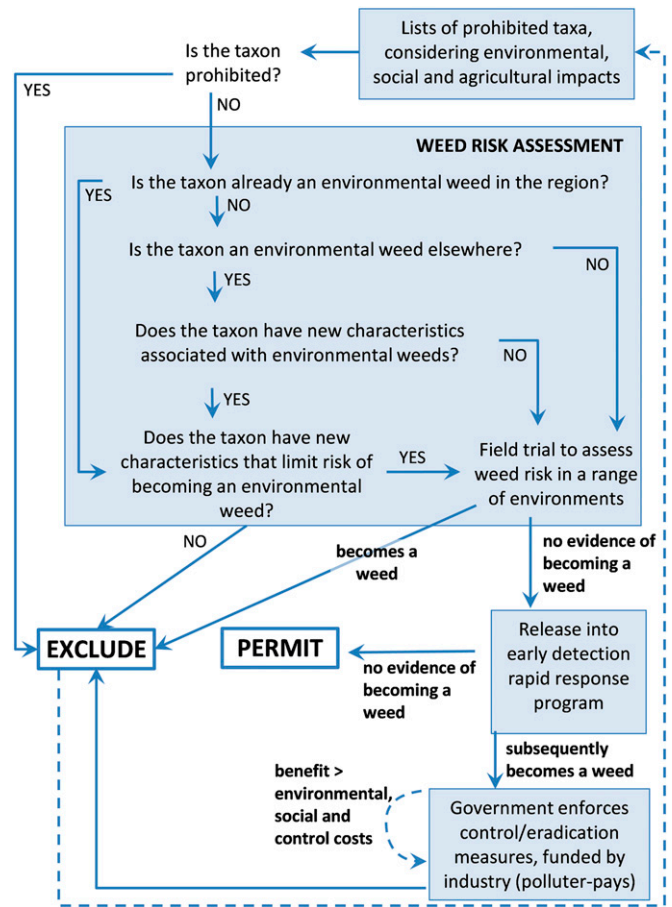 Lists of prohibited taxa,
considering environmental,
social and agricultural impacts
Is the taxon
prohibited?
YES
NO
WEED RISK ASSESSMENT
Is the taxon already an environmental weed in the region?
YES
NO
Is the taxon an environmental weed elsewhere?
NO
YES
Does the taxon have new characteristics
associated with environmental weeds?
NO
YES
Does the taxon have new
characteristics that limit risk of
becoming an environmental
weed?
YES
Field trial to assess
weed risk in a range
of environments
NO
becomes a
weed
no evidence of
becoming a
weed
EXCLUDE
PERMIT
Release into
early detection
rapid response
program
no evidence of
becoming a
weed
subsequently
becomes a weed
benefit >
environmental,
social and
control costs
Government enforces
control/eradication
measures, funded by
industry (polluter-pays)